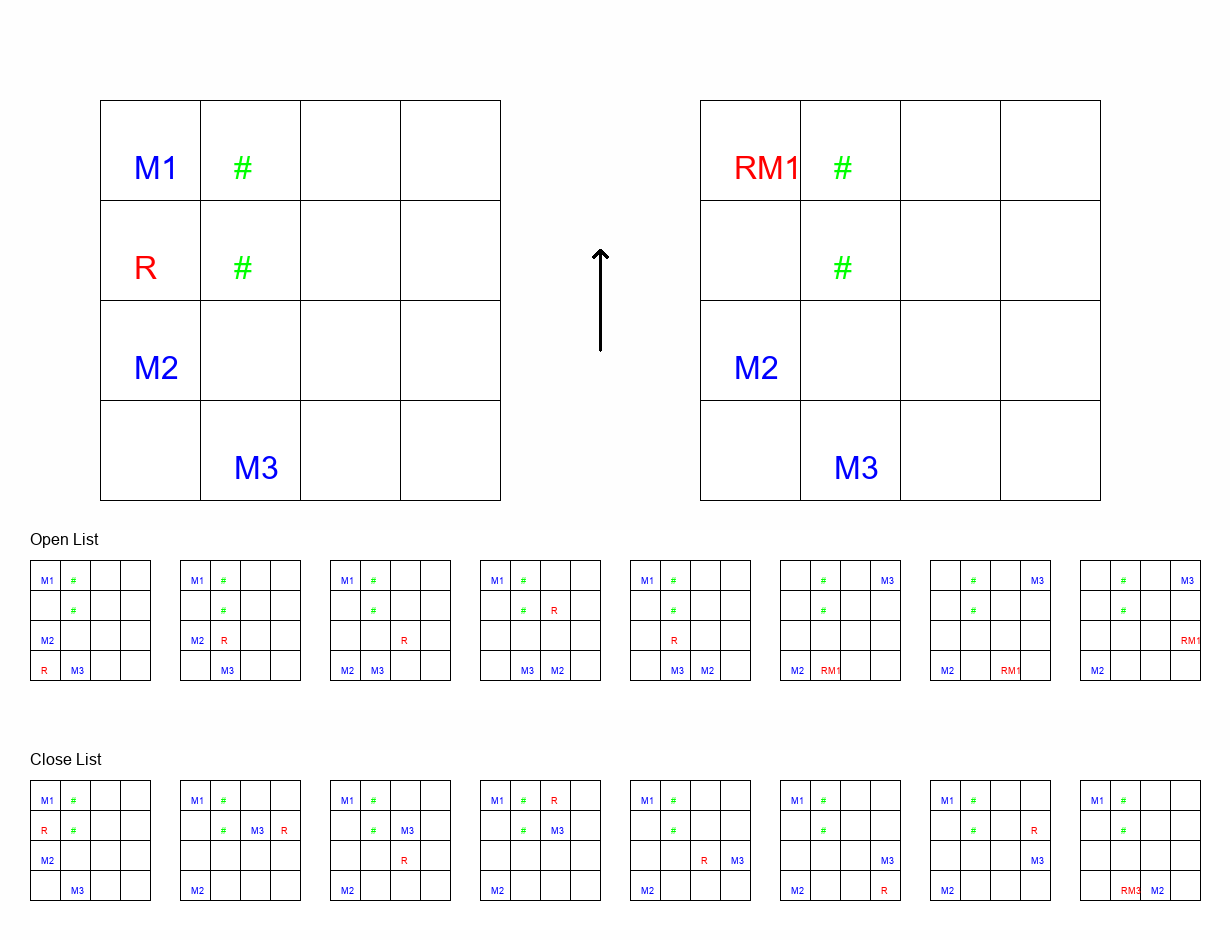 M1 # RM1 #
R # #
M2 M2
M3 M3
Open List
M1 # M1 # M1 # M1 # M1 # # M3 # M3 # M3
# # # # R # # # #
M2 M2 R R R RM1
R M3 M3 M2 M3 M3 M2 M3 M2 M2 RM1 M2 RM1 M2
Close List
M1 # M1 # M1 # M1 # R M1 # M1 # M1 # M1 #
R # # M3 R # M3 # M3 # # # R #
M2 R R M3 M3 M3
M3 M2 M2 M2 M2 M2 R M2 RM3 M2